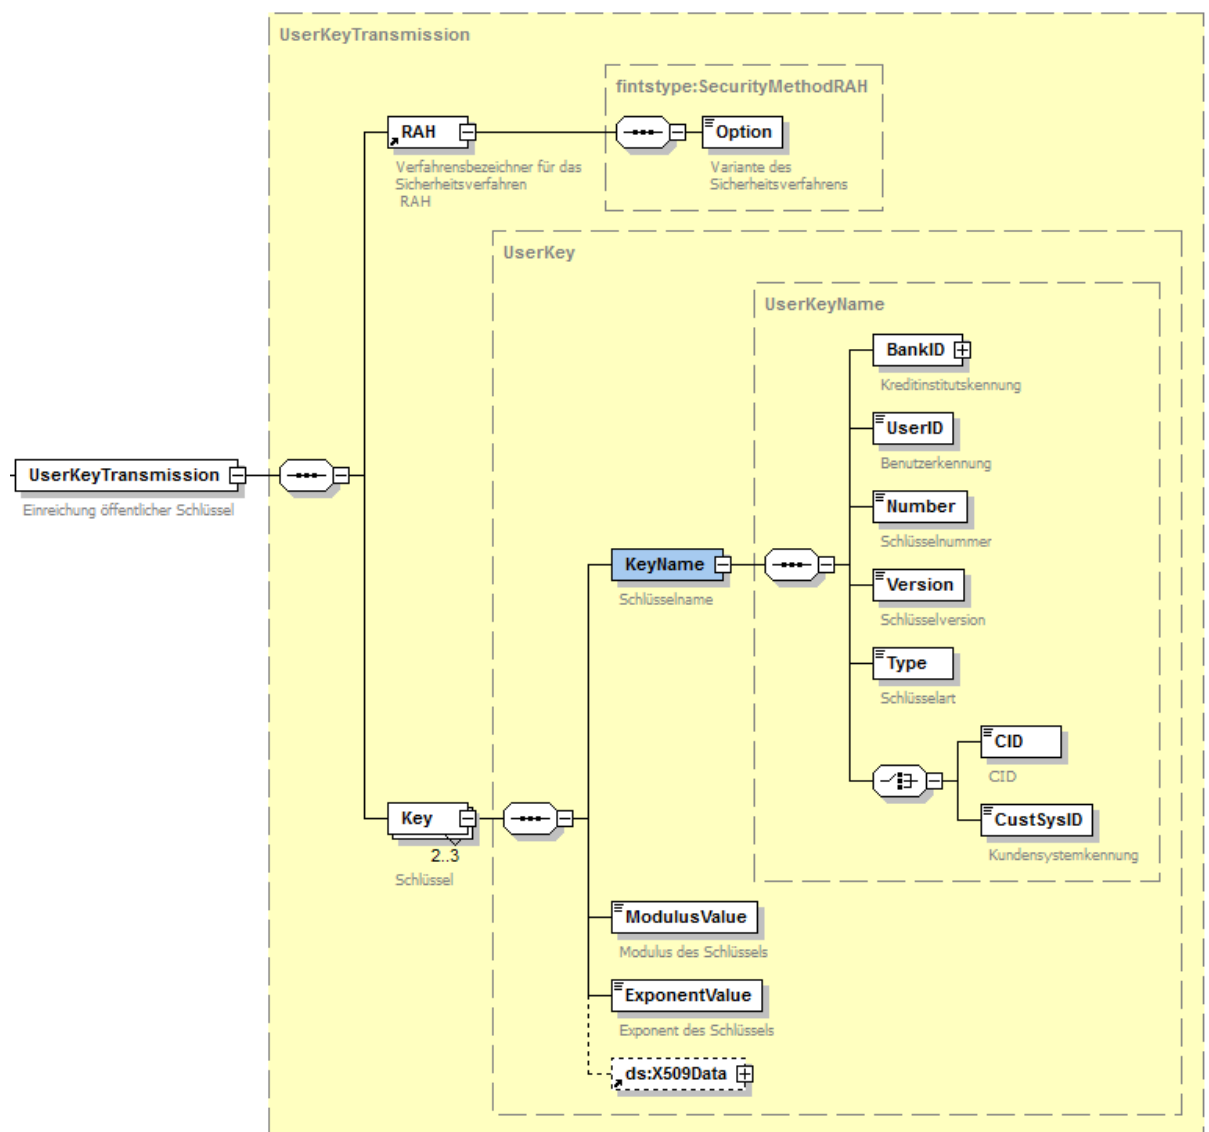 UserKeyTransmission
fintstype:SecurityMethodRAH
RAH
Option
Verfahrensbezeichner für das
Sicherheitsverfahren
RAH
Variante des
Sicherheitsverfahrens
UserKey
UserKeyName
BankID
Kreditinstitutskennung
UserID
Benutzerkennung
UserKeyTransmission
Einreichung öffentlicher Schlüssel
Number
Schlüsselnummer
KeyName
Schlüsselname
Version
Schlüsselversion
Type
Schlüsselart
CID
CID
Key
2..3
Schlüssel
CustSysID
Kundensystemkennung
ModulusValue
Modulus des Schlüssels
ExponentValue
Exponent des Schlüssels
ds:X509Data